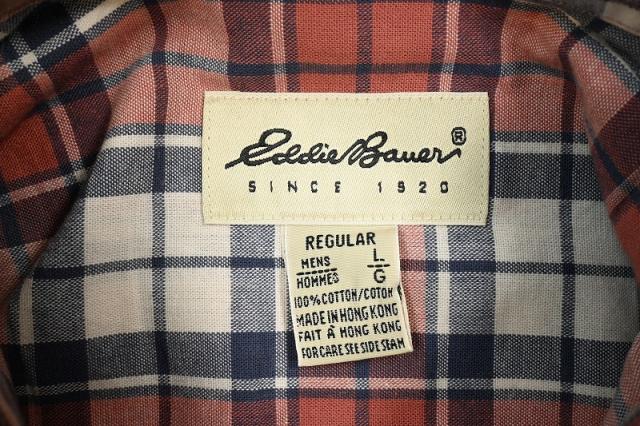 Eddie Bauer®
SINCE 1920
REGULAR
MENS L
HOMMES G
100% COTTON/COTON
MADE IN HONG KONG
FAIT À HONG KONG
FOR CARE SEE SIDE SEAM